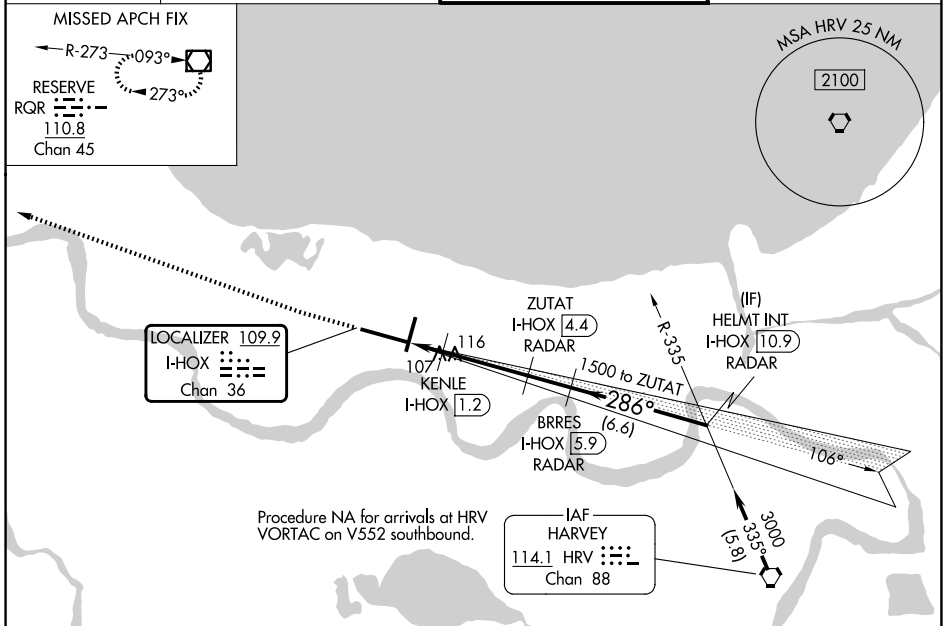 MISSED APCH FIX
R-273
093°
273°
RESERVE
RQR
110.8
Chan 45
MSA HRV 25 NM
2100
LOCALIZER 109.9
I-HOX
Chan 36
107
116
KENLE
I-HOX 1.2
ZUTAT
I-HOX 4.4
RADAR
1500 to ZUTAT
286°
(6.6)
BRRES
I-HOX 5.9
RADAR
R-335
(IF)
HELMT INT
I-HOX 10.9
RADAR
106°
Procedure NA for arrivals at HRV
VORTAC on V552 southbound.
IAF
HARVEY
114.1 HRV
Chan 88
3000
335°
(5.8)